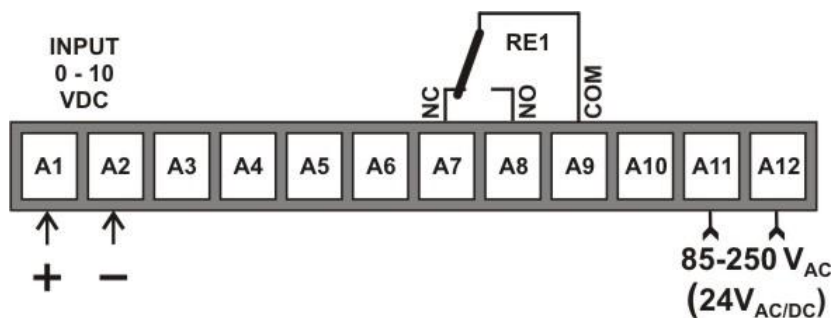 INPUT
0 - 10
VDC
RE1
NC
NO
COM
A1 A2 A3 A4 A5 A6 A7 A8 A9 A10 A11 A12
+ −
85-250 VAC
(24VAC/DC)